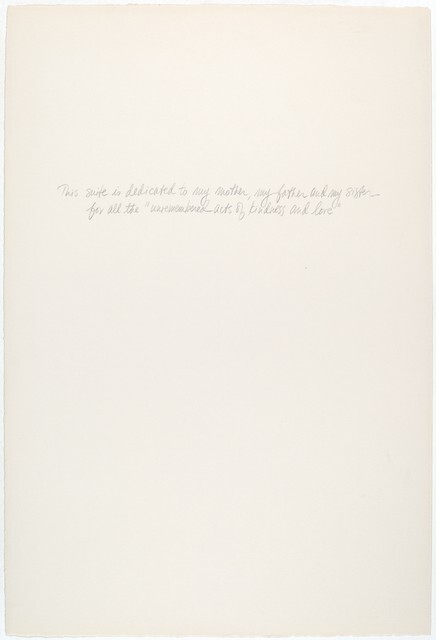 This suite is dedicated to my mother, my father and my sister—
for all the "unremembered acts of kindness and love"